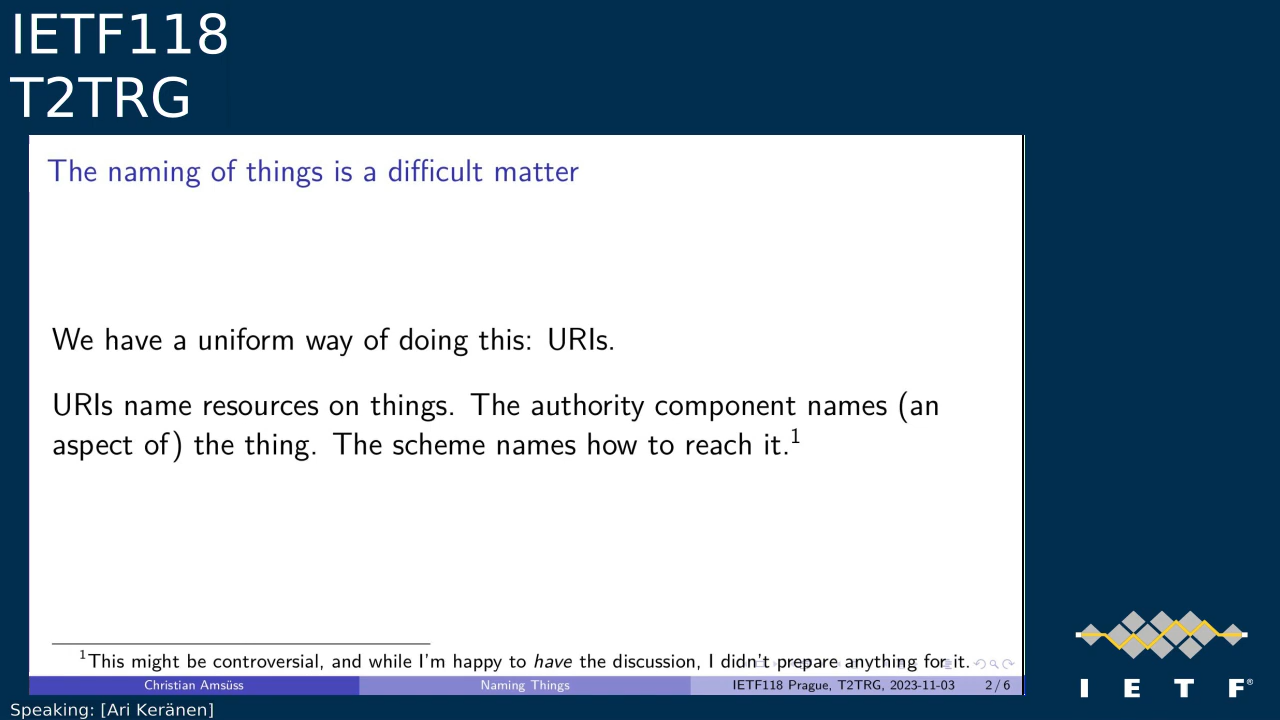 IETF118
T2TRG
The naming of things is a difficult matter
We have a uniform way of doing this: URIs.
URIs name resources on things. The authority component names (an
aspect of) the thing. The scheme names how to reach it.¹
¹This might be controversial, and while I'm happy to have the discussion, I didn't prepare anything for it.
Christian Amsüss Naming Things IETF118 Prague, T2TRG, 2023-11-03 2 / 6
I E T F®
Speaking: [Ari Keränen]